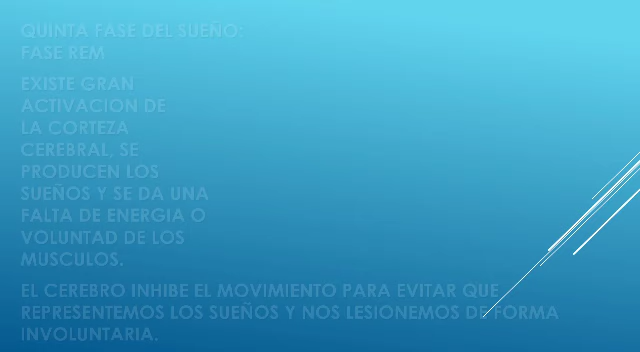 QUINTA FASE DEL SUEÑO:
FASE REM
EXISTE GRAN
ACTIVACION DE
LA CORTEZA
CEREBRAL, SE
PRODUCEN LOS
SUEÑOS Y SE DA UNA
FALTA DE ENERGIA O
VOLUNTAD DE LOS
MUSCULOS.
EL CEREBRO INHIBE EL MOVIMIENTO PARA EVITAR QUE
REPRESENTEMOS LOS SUEÑOS Y NOS LESIONEMOS DE FORMA
INVOLUNTARIA.